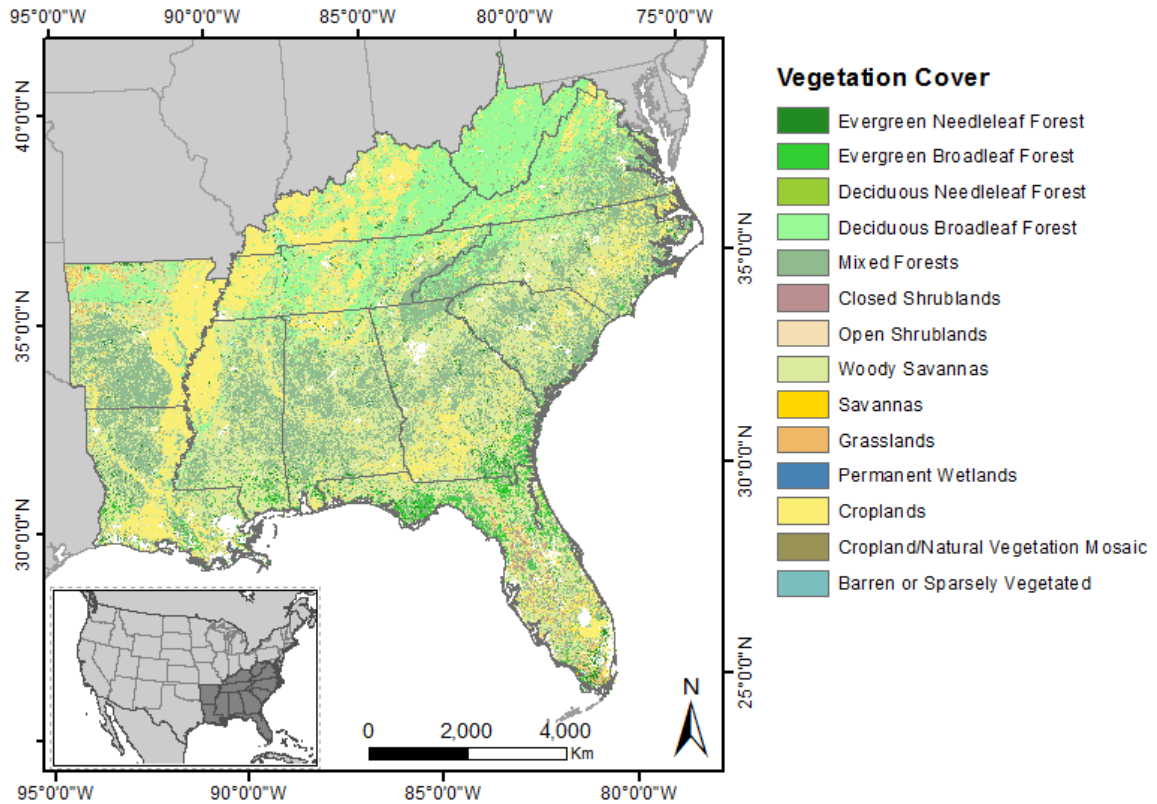 95°0'0"W 90°0'0"W 85°0'0"W 80°0'0"W 75°0'0"W
40°0'0"N
35°0'0"N
30°0'0"N
35°0'0"N
30°0'0"N
25°0'0"N
Vegetation Cover
Evergreen Needleleaf Forest
Evergreen Broadleaf Forest
Deciduous Needleleaf Forest
Deciduous Broadleaf Forest
Mixed Forests
Closed Shrublands
Open Shrublands
Woody Savannas
Savannas
Grasslands
Permanent Wetlands
Croplands
Cropland/Natural Vegetation Mosaic
Barren or Sparsely Vegetated
N
0 2,000 4,000
Km
95°0'0"W 90°0'0"W 85°0'0"W 80°0'0"W